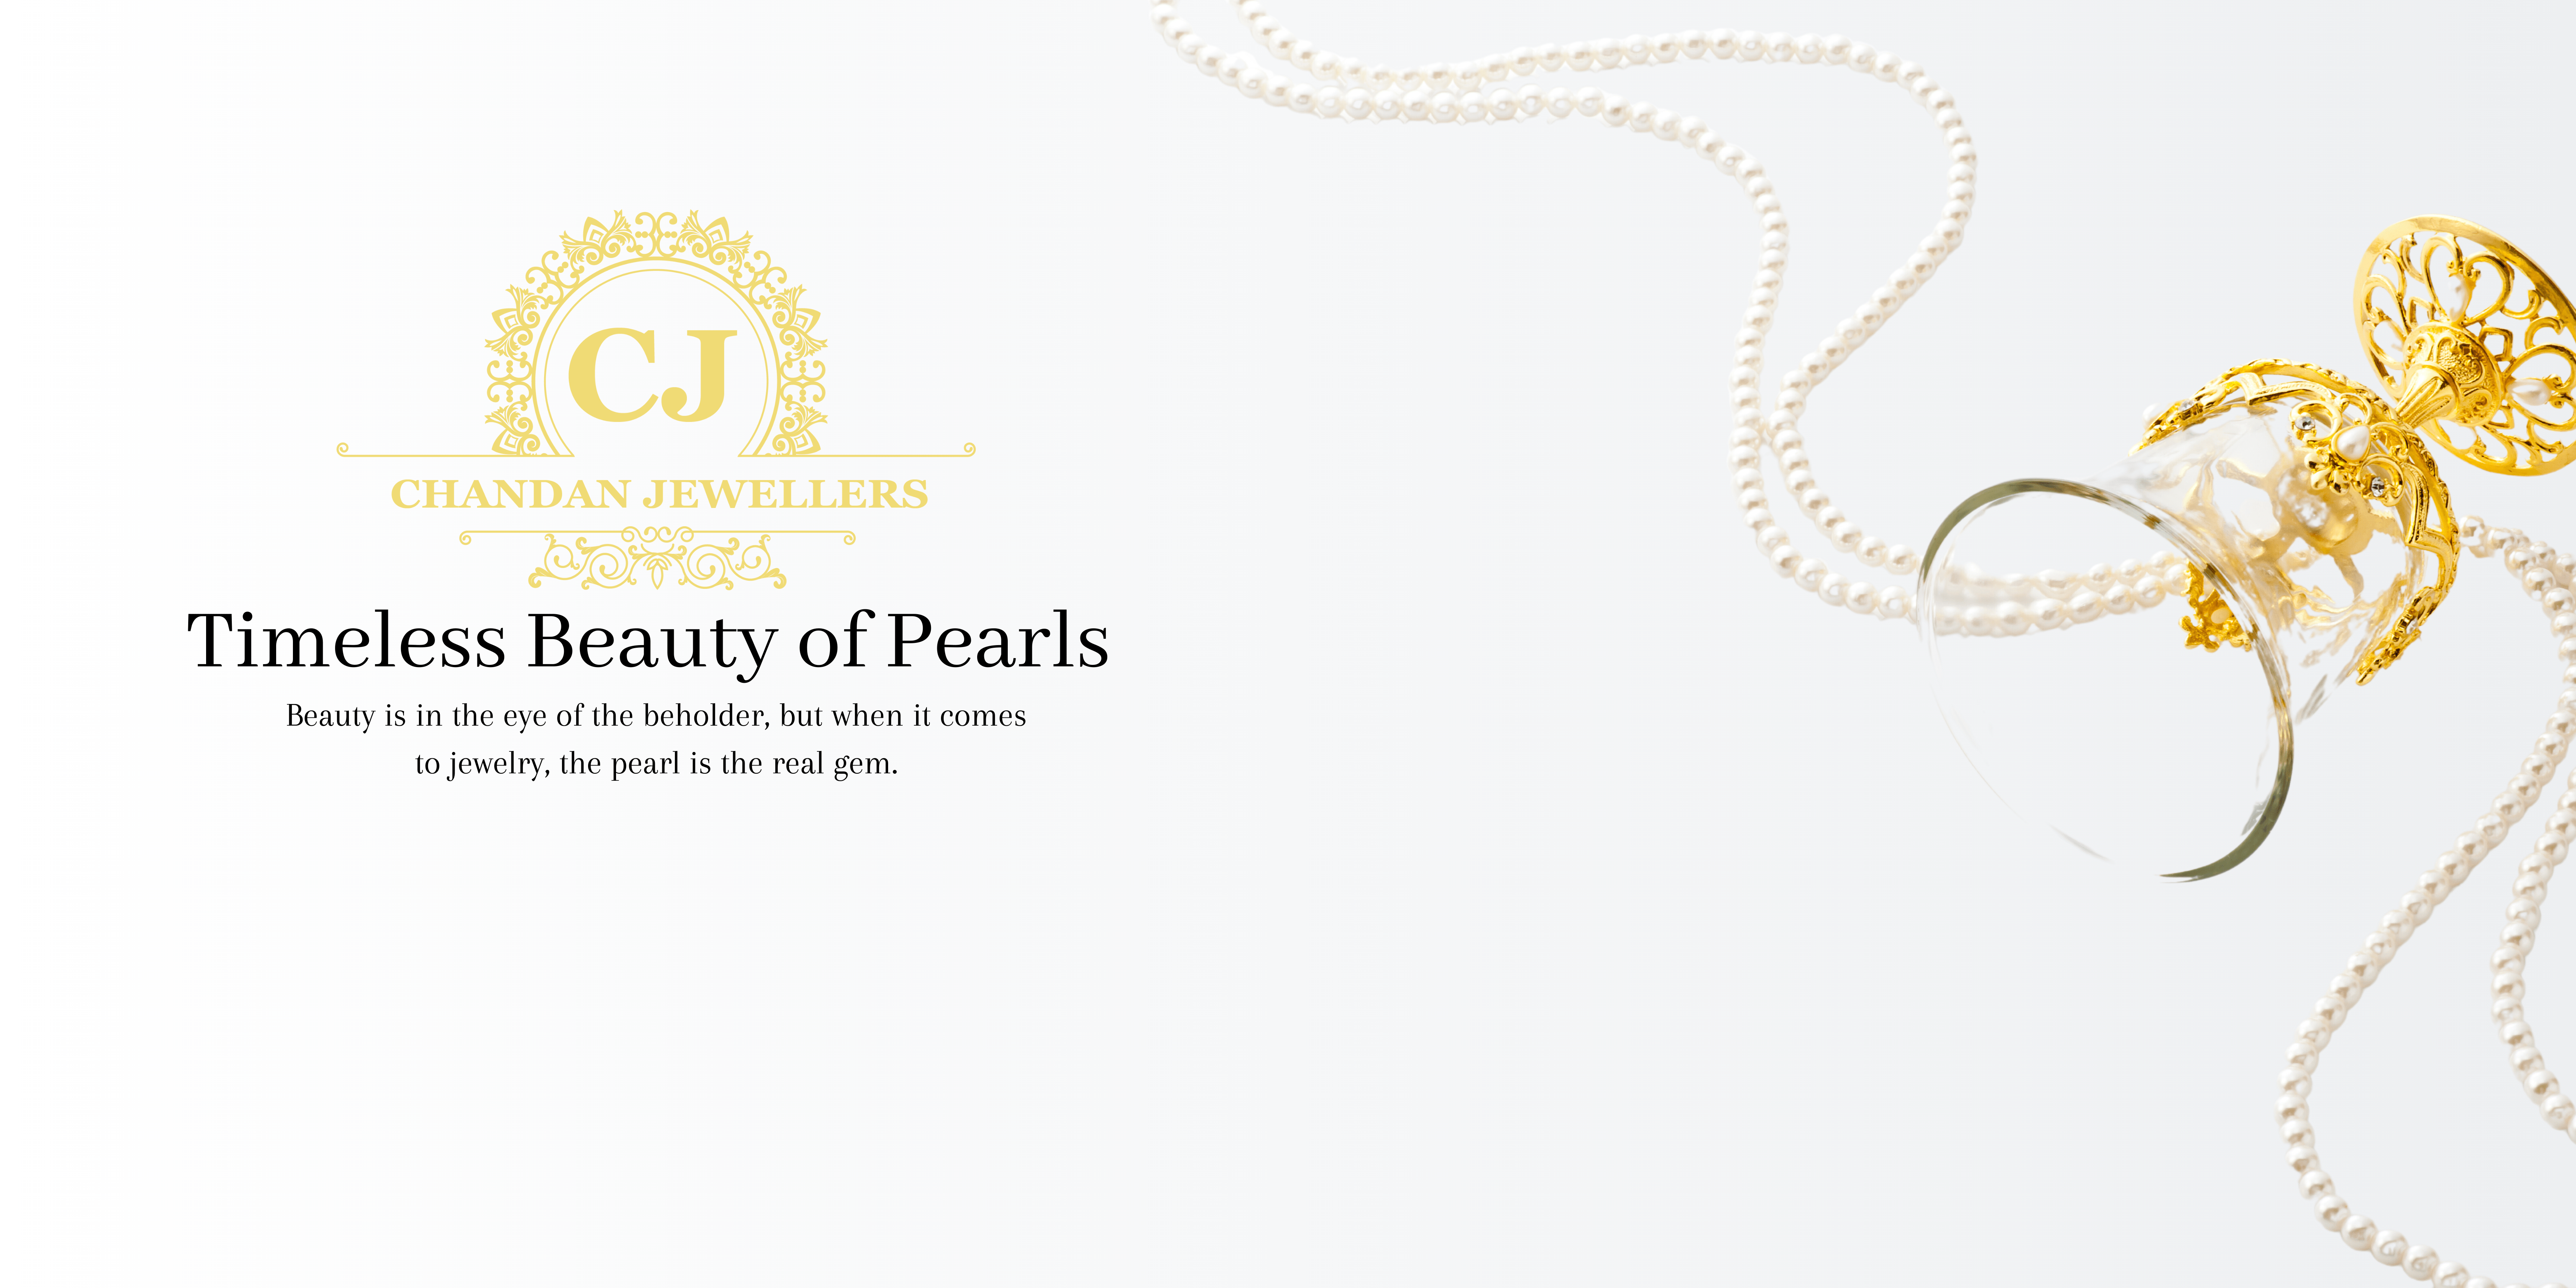 CJ
CHANDAN JEWELLERS
Timeless Beauty of Pearls
Beauty is in the eye of the beholder, but when it comes
to jewelry, the pearl is the real gem.